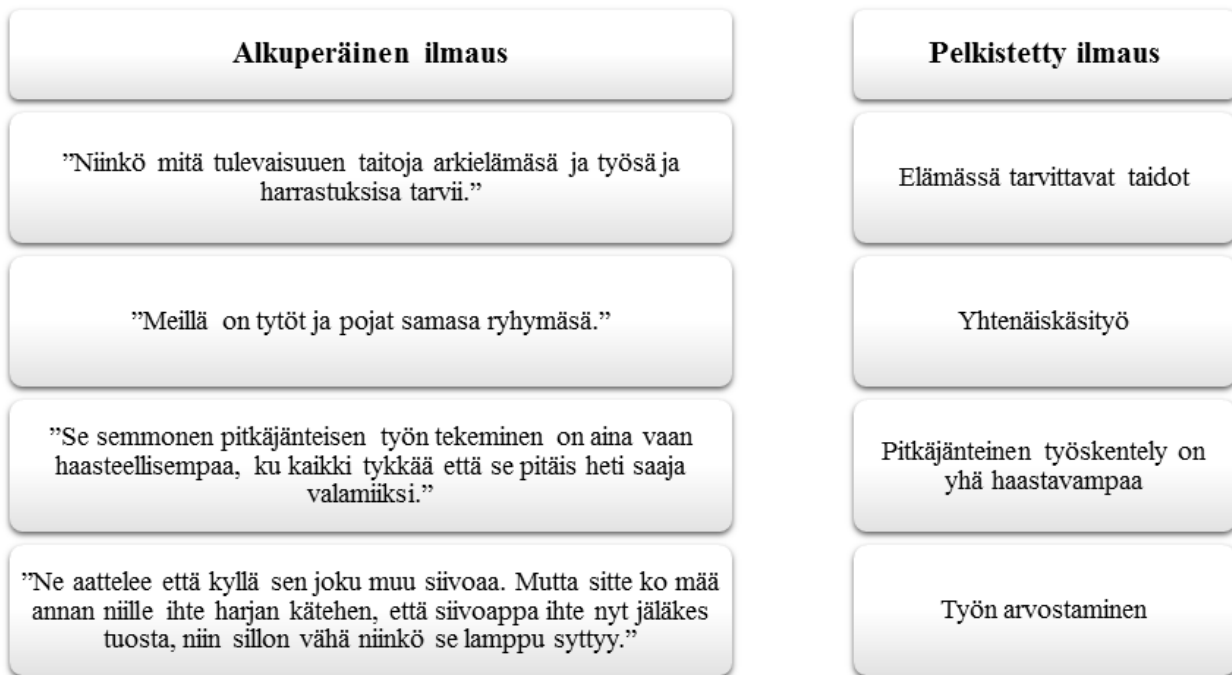 Alkuperäinen ilmaus
Pelkistetty ilmaus
”Niinkö mitä tulevaisuuen taitoja arkielämäsä ja työsä ja
harrastuksisa tarvii.”
Elämässä tarvittavat taidot
”Meillä on tytöt ja pojat samasa ryhymäsä.”
Yhtenäiskäsityö
”Se semmonen pitkäjänteisen työn tekeminen on aina vaan
haasteellisempaa, ku kaikki tykkää että se pitäis heti saaja
valamiiksi.”
Pitkäjänteinen työskentely on
yhä haastavampaa
”Ne aattelee että kyllä sen joku muu siivoaa. Mutta sitte ko mää
annan niille ihte harjan kätehen, että siivoappa ihte nyt jäläkes
tuosta, niin sillon vähä niinkö se lamppu syttyy.”
Työn arvostaminen